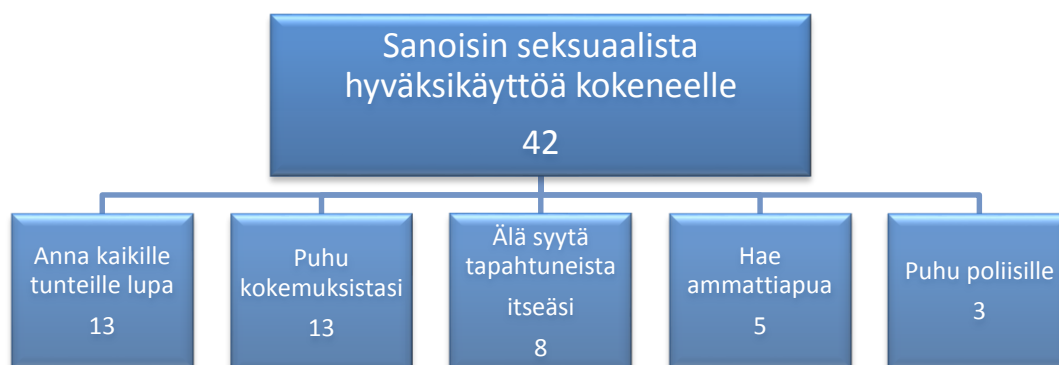 Sanoisin seksuaalista
hyväksikäyttöä kokeneelle
42
Anna kaikille
tunteille lupa
13
Puhu
kokemuksistasi
13
Älä syytä
tapahtuneista
itseäsi
8
Hae
ammattiapua
5
Puhu poliisille
3